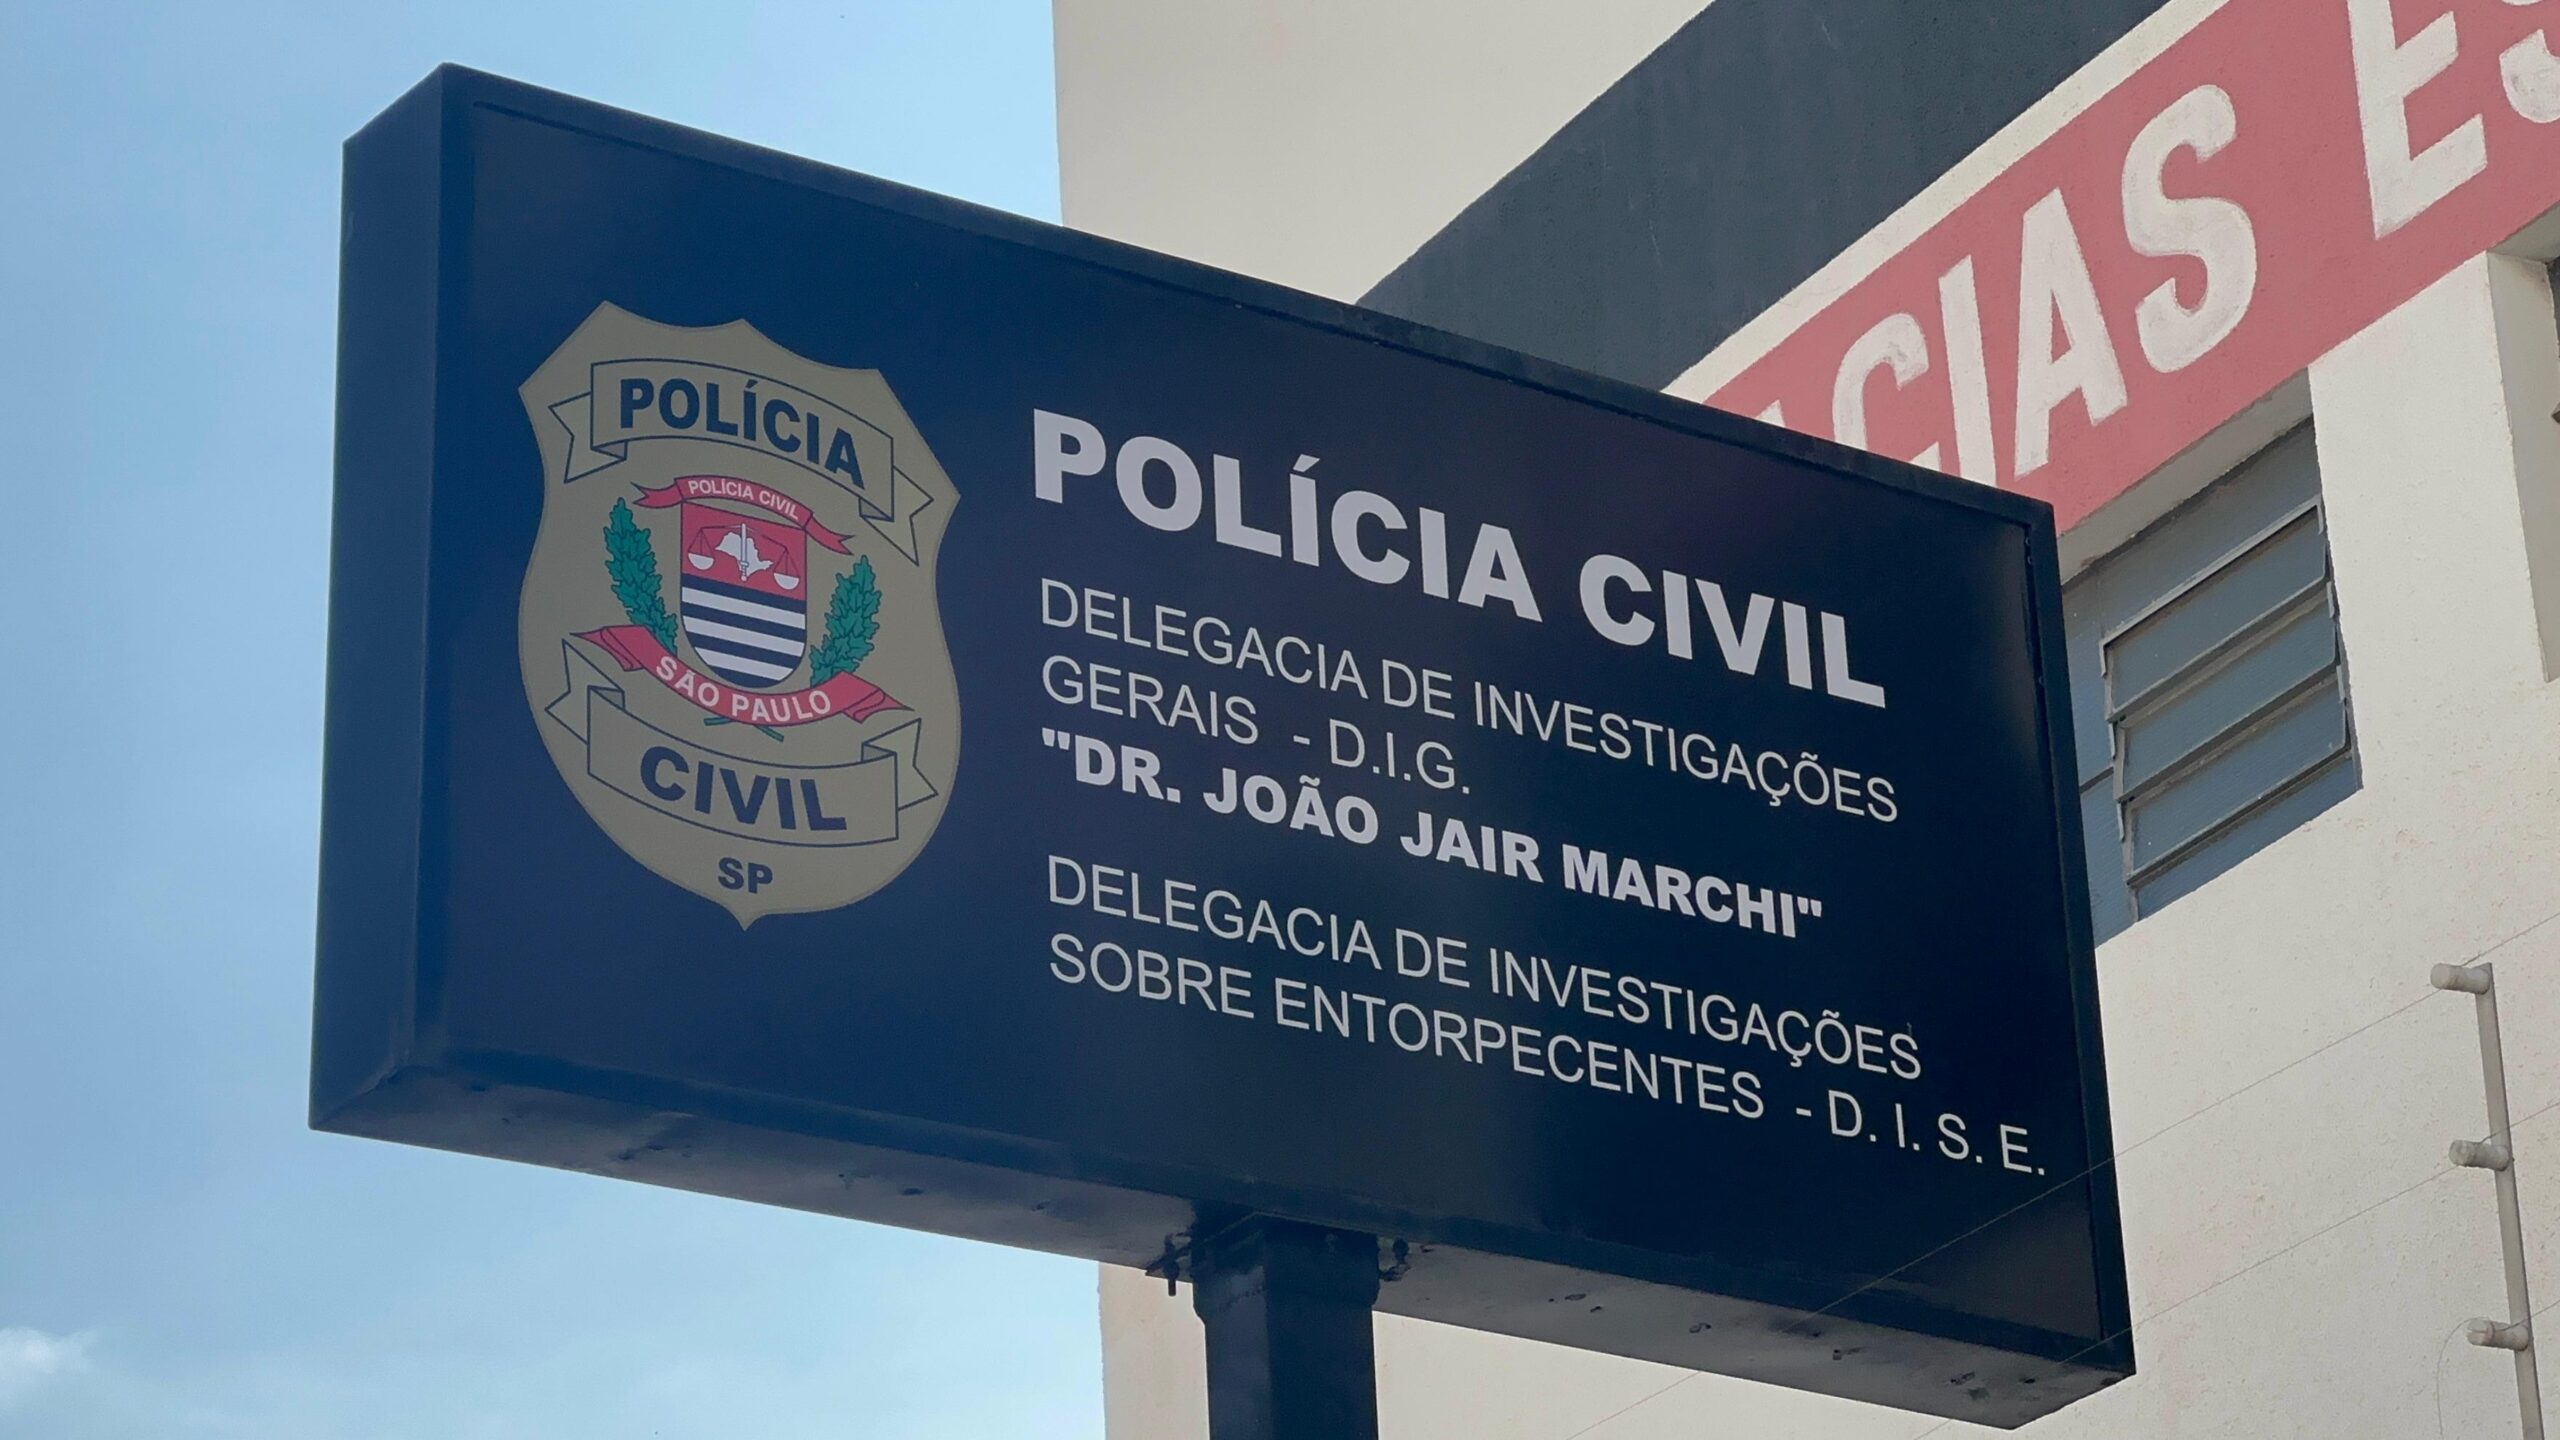 POLÍCIA
POLÍCIA CIVIL
SÃO PAULO
CIVIL
SP
POLÍCIA CIVIL
DELEGACIA DE INVESTIGAÇÕES
GERAIS - D.I.G.
"DR. JOÃO JAIR MARCHI"
DELEGACIA DE INVESTIGAÇÕES
SOBRE ENTORPECENTES - D. I. S. E.